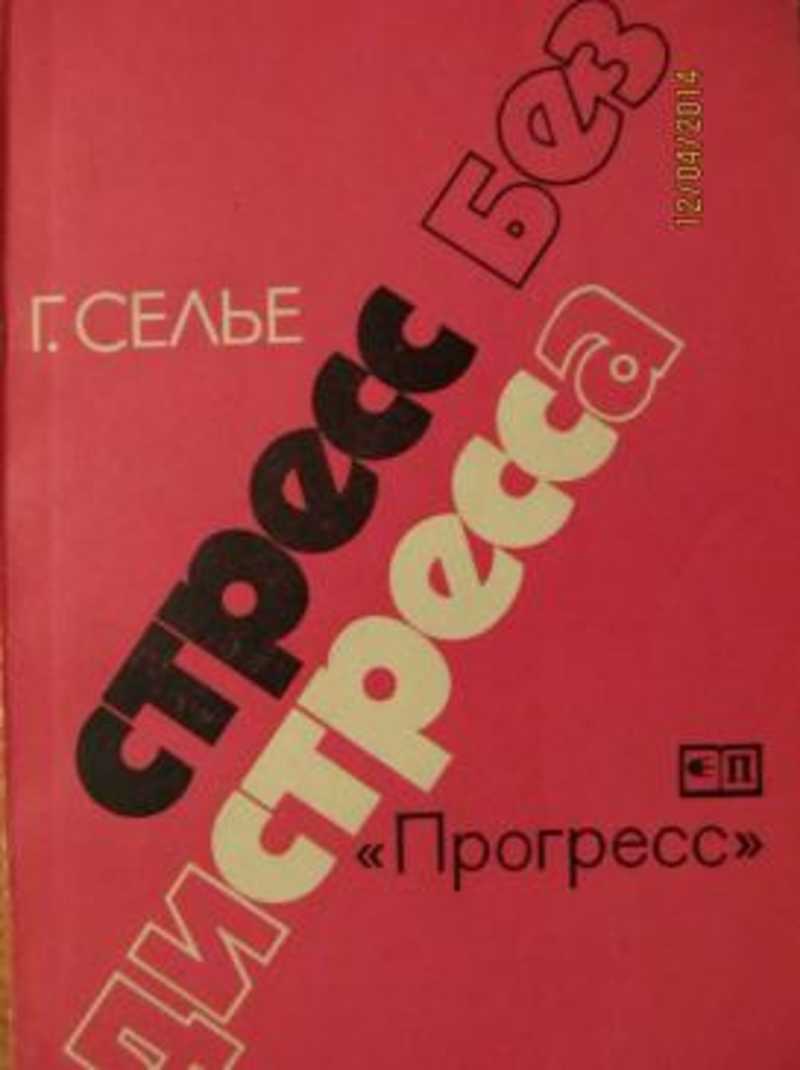 Г. СЕЛЬЕ
стресс без
дистресса
«Прогресс»
П
12/04/2014